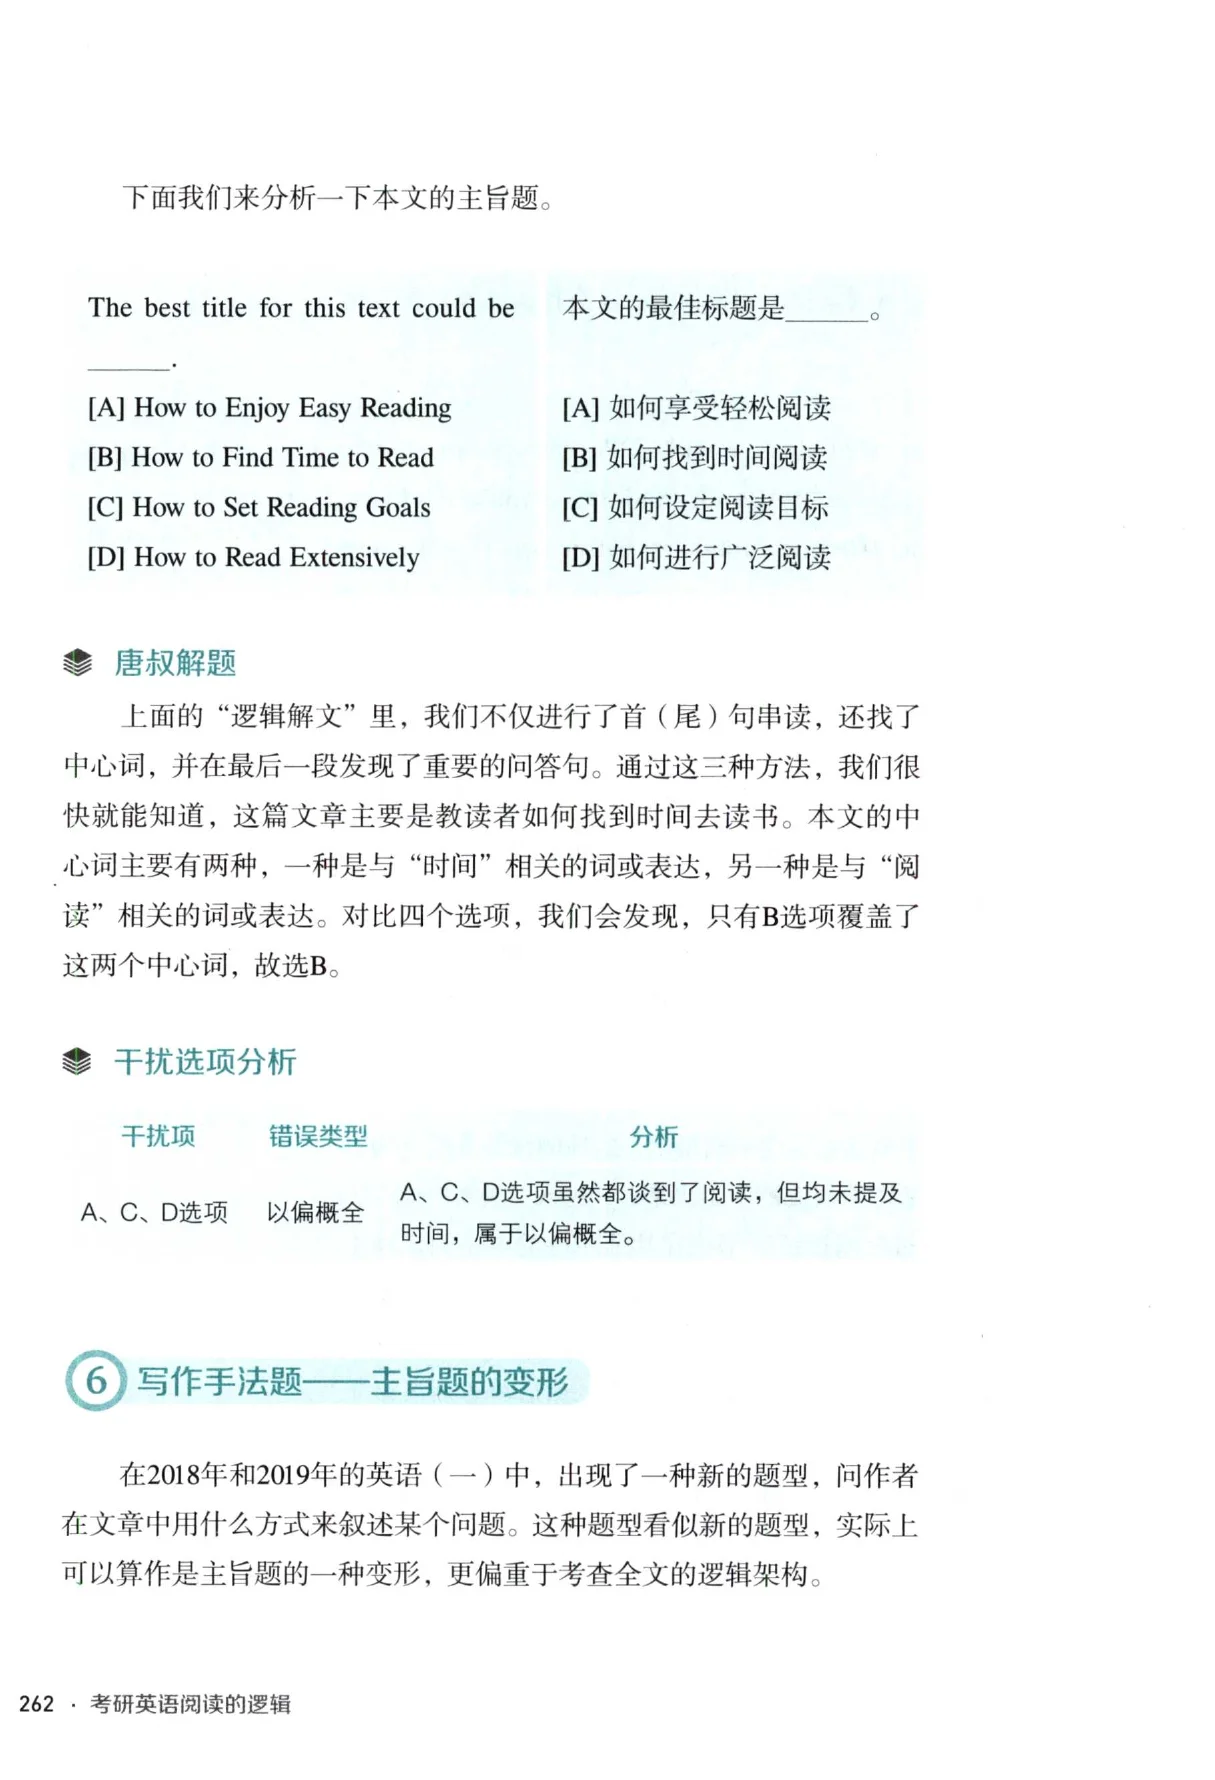 下面我们来分析一下本文的主旨题。
The best title for this text could be
______.
[A] How to Enjoy Easy Reading
[B] How to Find Time to Read
[C] How to Set Reading Goals
[D] How to Read Extensively
本文的最佳标题是______。
[A] 如何享受轻松阅读
[B] 如何找到时间阅读
[C] 如何设定阅读目标
[D] 如何进行广泛阅读
唐叔解题
上面的“逻辑解文”里，我们不仅进行了首（尾）句串读，还找了
中心词，并在最后一段发现了重要的问答句。通过这三种方法，我们很
快就能知道，这篇文章主要是教读者如何找到时间去读书。本文的中
心词主要有两种，一种是与“时间”相关的词或表达，另一种是与“阅
读”相关的词或表达。对比四个选项，我们会发现，只有B选项覆盖了
这两个中心词，故选B。
干扰选项分析
干扰项 错误类型 分析
A、C、D选项 以偏概全 A、C、D选项虽然都谈到了阅读，但均未提及
时间，属于以偏概全。
6 写作手法题——主旨题的变形
在2018年和2019年的英语（一）中，出现了一种新的题型，问作者
在文章中用什么方式来叙述某个问题。这种题型看似新的题型，实际上
可以算作是主旨题的一种变形，更偏重于考查全文的逻辑架构。
262 · 考研英语阅读的逻辑